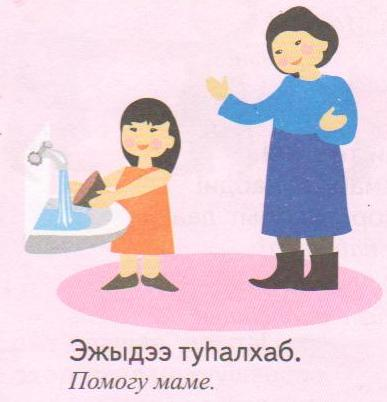 Эжыдээ туһалхаб.
Помогу маме.